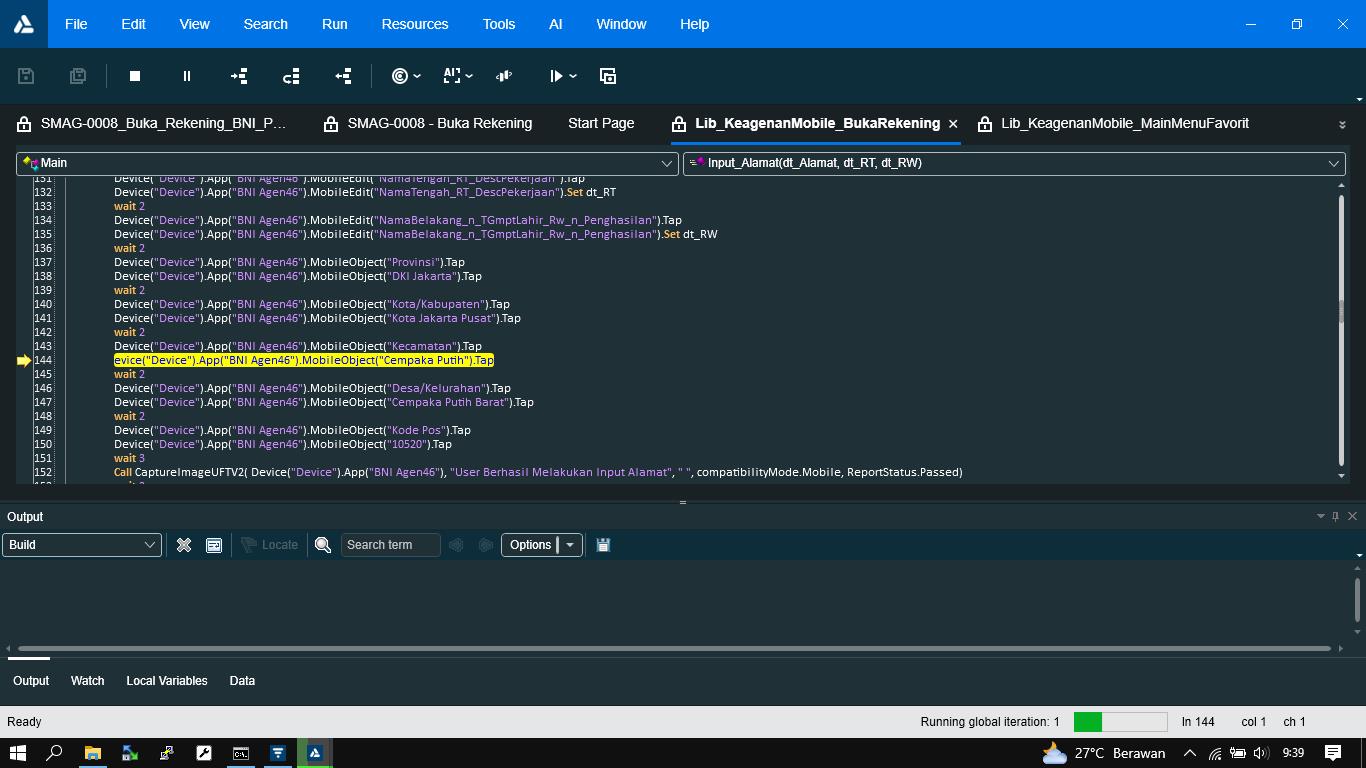 File Edit View Search Run Resources Tools AI Window Help
SMAG-0008_Buka_Rekening_BNI_P... SMAG-0008 - Buka Rekening Start Page Lib_KeagenanMobile_BukaRekening Lib_KeagenanMobile_MainMenuFavorit
Main Input_Alamat(dt_Alamat, dt_RT, dt_RW)
131 Device("Device").App("BNI Agen46").MobileEdit("NamaTengah_RT_DescPekerjaan").Tap
132 Device("Device").App("BNI Agen46").MobileEdit("NamaTengah_RT_DescPekerjaan").Set dt_RT
133 wait 2
134 Device("Device").App("BNI Agen46").MobileEdit("NamaBelakang_n_TGmptLahir_Rw_n_Penghasilan").Tap
135 Device("Device").App("BNI Agen46").MobileEdit("NamaBelakang_n_TGmptLahir_Rw_n_Penghasilan").Set dt_RW
136 wait 2
137 Device("Device").App("BNI Agen46").MobileObject("Provinsi").Tap
138 Device("Device").App("BNI Agen46").MobileObject("DKI Jakarta").Tap
139 wait 2
140 Device("Device").App("BNI Agen46").MobileObject("Kota/Kabupaten").Tap
141 Device("Device").App("BNI Agen46").MobileObject("Kota Jakarta Pusat").Tap
142 wait 2
143 Device("Device").App("BNI Agen46").MobileObject("Kecamatan").Tap
144 evice("Device").App("BNI Agen46").MobileObject("Cempaka Putih").Tap
145 wait 2
146 Device("Device").App("BNI Agen46").MobileObject("Desa/Kelurahan").Tap
147 Device("Device").App("BNI Agen46").MobileObject("Cempaka Putih Barat").Tap
148 wait 2
149 Device("Device").App("BNI Agen46").MobileObject("Kode Pos").Tap
150 Device("Device").App("BNI Agen46").MobileObject("10520").Tap
151 wait 3
152 Call CaptureImageUFTV2( Device("Device").App("BNI Agen46"), "User Berhasil Melakukan Input Alamat", " ", compatibilityMode.Mobile, ReportStatus.Passed)
Output
Build Locate Search term Options
Output Watch Local Variables Data
Ready Running global iteration: 1 ln 144 col 1 ch 1
27°C Berawan 9:39